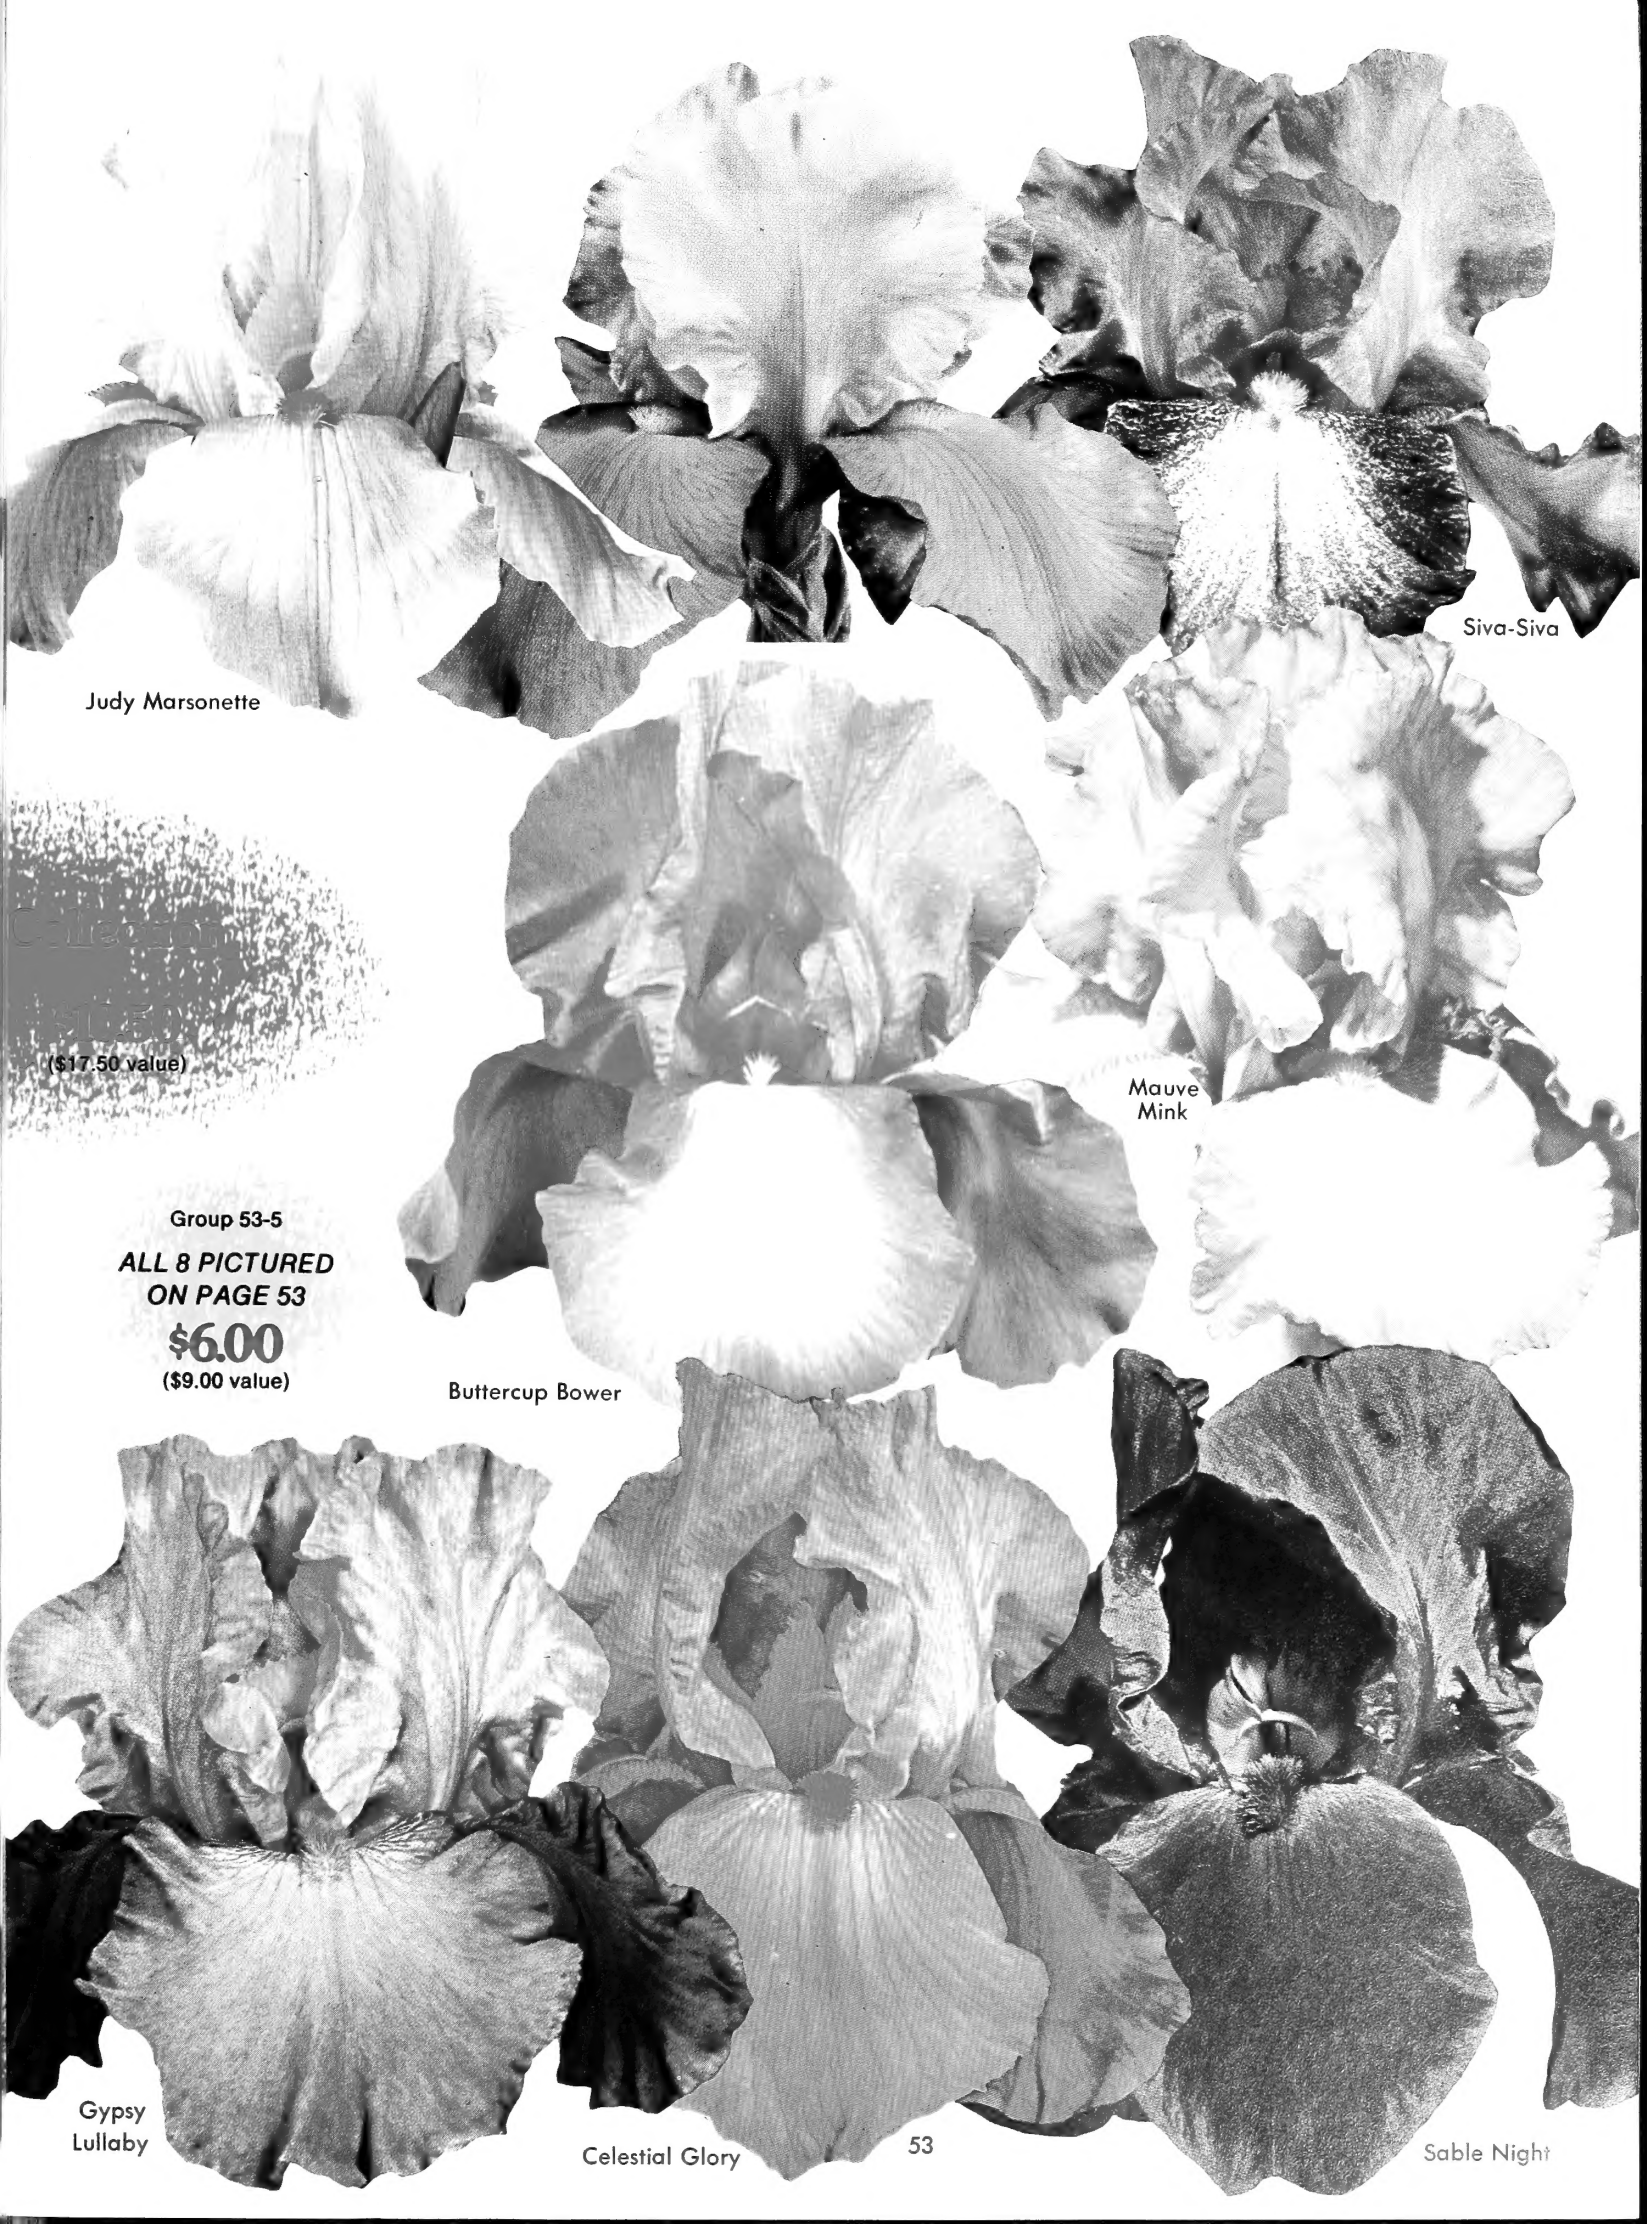 Siva-Siva
Judy Marsonette
Collection
($17.50 value)
Mauve
Mink
Group 53-5
ALL 8 PICTURED
ON PAGE 53
$6.00
($9.00 value)
Buttercup Bower
Gypsy
Lullaby
Celestial Glory
53
Sable Night